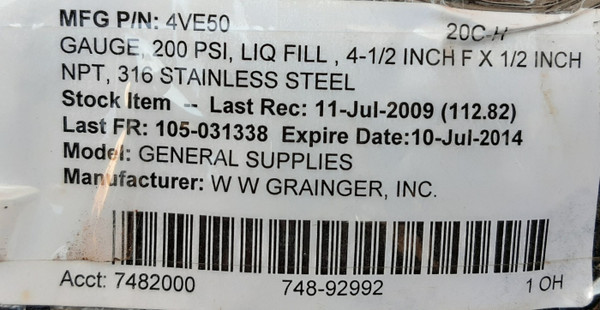 MFG P/N: 4VE50 20C-H
GAUGE, 200 PSI, LIQ FILL , 4-1/2 INCH F X 1/2 INCH
NPT, 316 STAINLESS STEEL
Stock Item -- Last Rec: 11-Jul-2009 (112.82)
Last FR: 105-031338 Expire Date:10-Jul-2014
Model: GENERAL SUPPLIES
Manufacturer: W W GRAINGER, INC.
Acct: 7482000 748-92992 1 OH